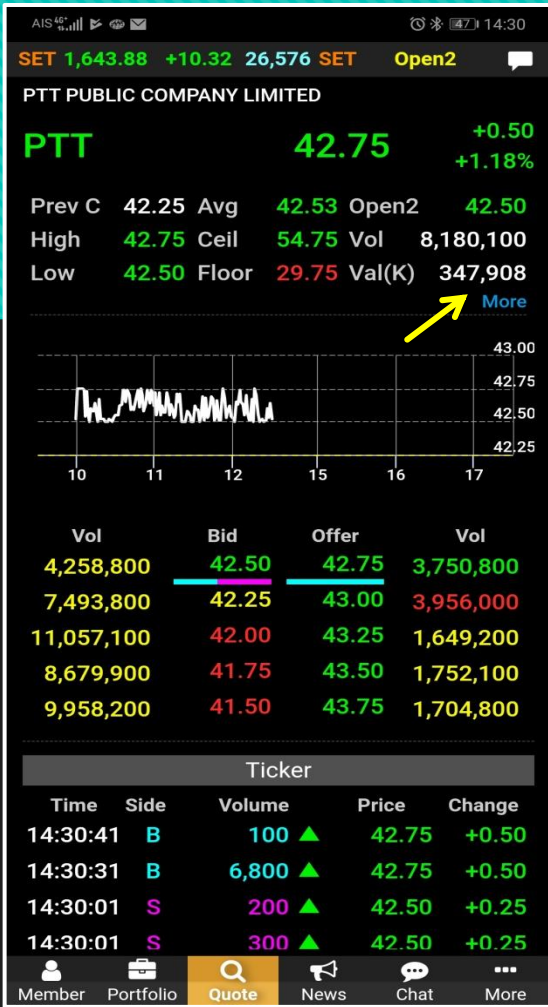 AIS 14:30
SET 1,643.88 +10.32 26,576 SET Open2
PTT PUBLIC COMPANY LIMITED
PTT 42.75 +0.50
+1.18%
Prev C 42.25 Avg 42.53 Open2 42.50
High 42.75 Ceil 54.75 Vol 8,180,100
Low 42.50 Floor 29.75 Val(K) 347,908
More
43.00
42.75
42.50
42.25
10 11 12 15 16 17
Vol Bid Offer Vol
4,258,800 42.50 42.75 3,750,800
7,493,800 42.25 43.00 3,956,000
11,057,100 42.00 43.25 1,649,200
8,679,900 41.75 43.50 1,752,100
9,958,200 41.50 43.75 1,704,800
Ticker
Time Side Volume Price Change
14:30:41 B 100 42.75 +0.50
14:30:31 B 6,800 42.75 +0.50
14:30:01 S 200 42.50 +0.25
14:30:01 S 300 42.50 +0.25
Member Portfolio Quote News Chat More